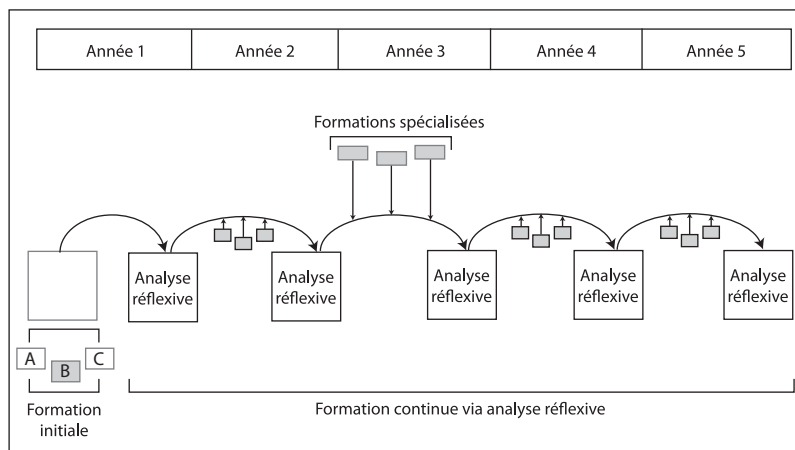 Année 1 Année 2 Année 3 Année 4 Année 5
Formations spécialisées
Analyse
réflexive
Analyse
réflexive
Analyse
réflexive
Analyse
réflexive
Analyse
réflexive
A
B
C
Formation
initiale
Formation continue via analyse réflexive